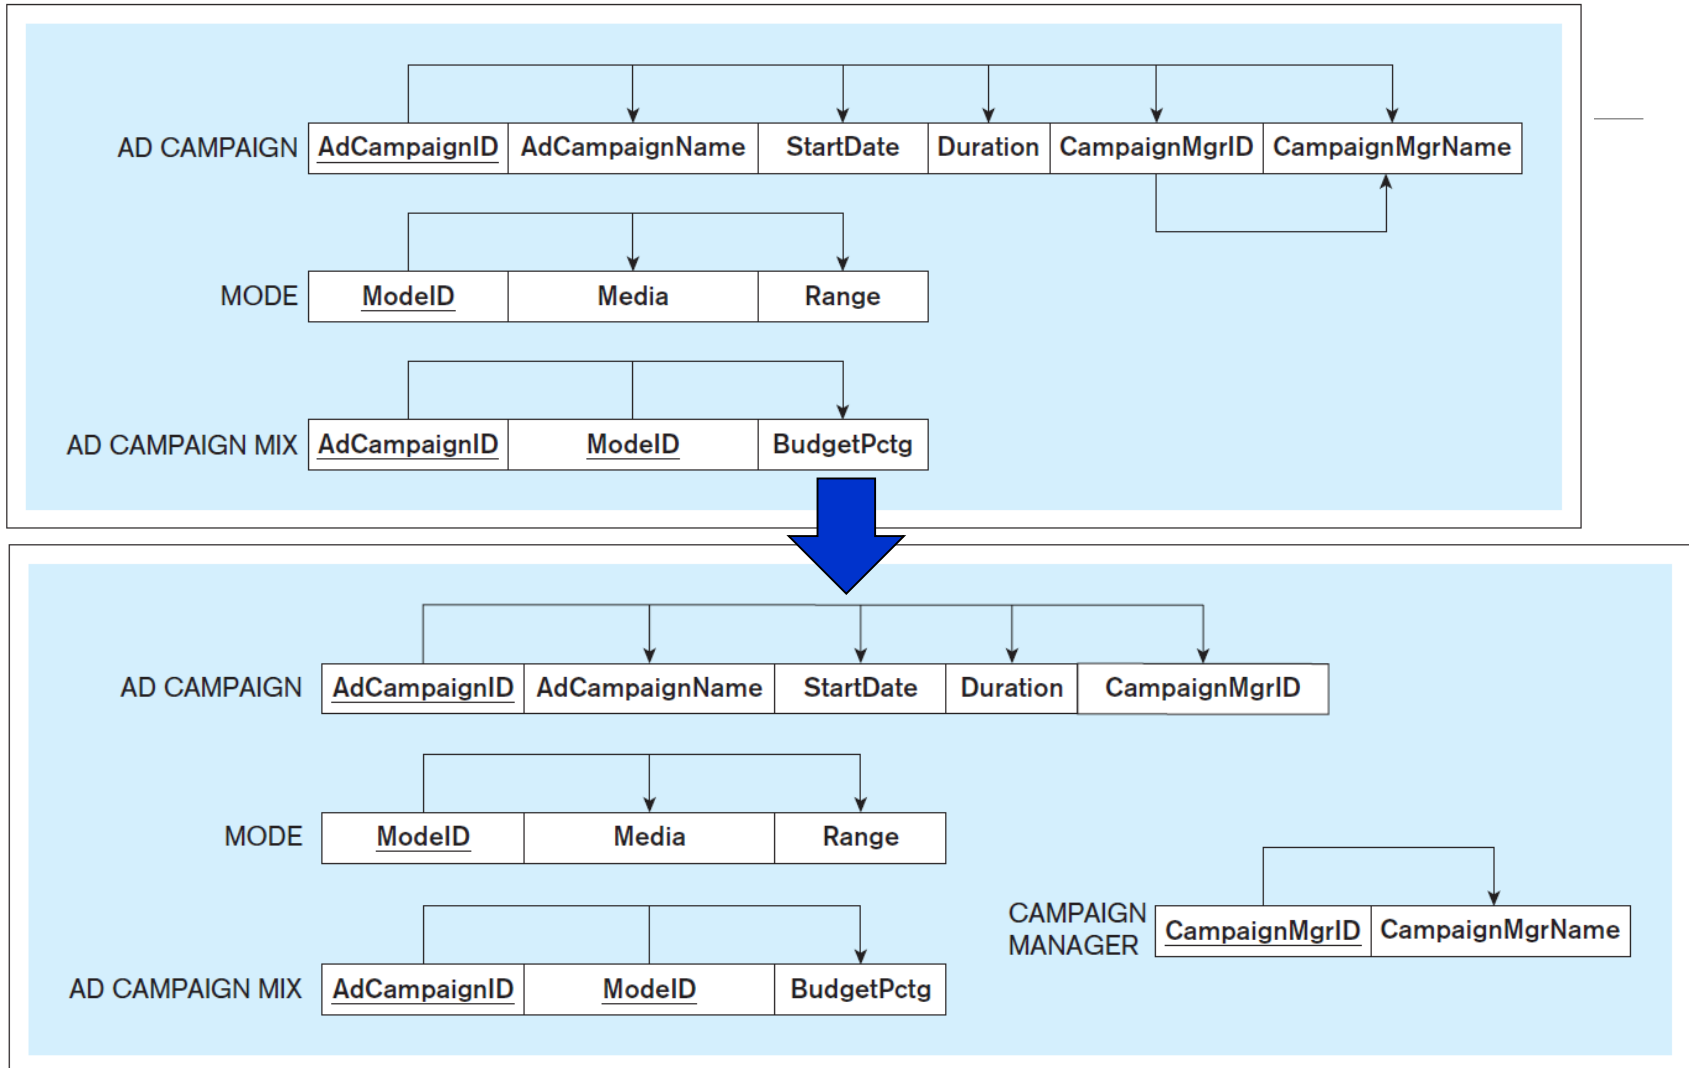 AD CAMPAIGN AdCampaignID AdCampaignName StartDate Duration CampaignMgrID CampaignMgrName
MODE ModeID Media Range
AD CAMPAIGN MIX AdCampaignID ModeID BudgetPctg
AD CAMPAIGN AdCampaignID AdCampaignName StartDate Duration CampaignMgrID
MODE ModeID Media Range
CAMPAIGN
MANAGER CampaignMgrID CampaignMgrName
AD CAMPAIGN MIX AdCampaignID ModeID BudgetPctg